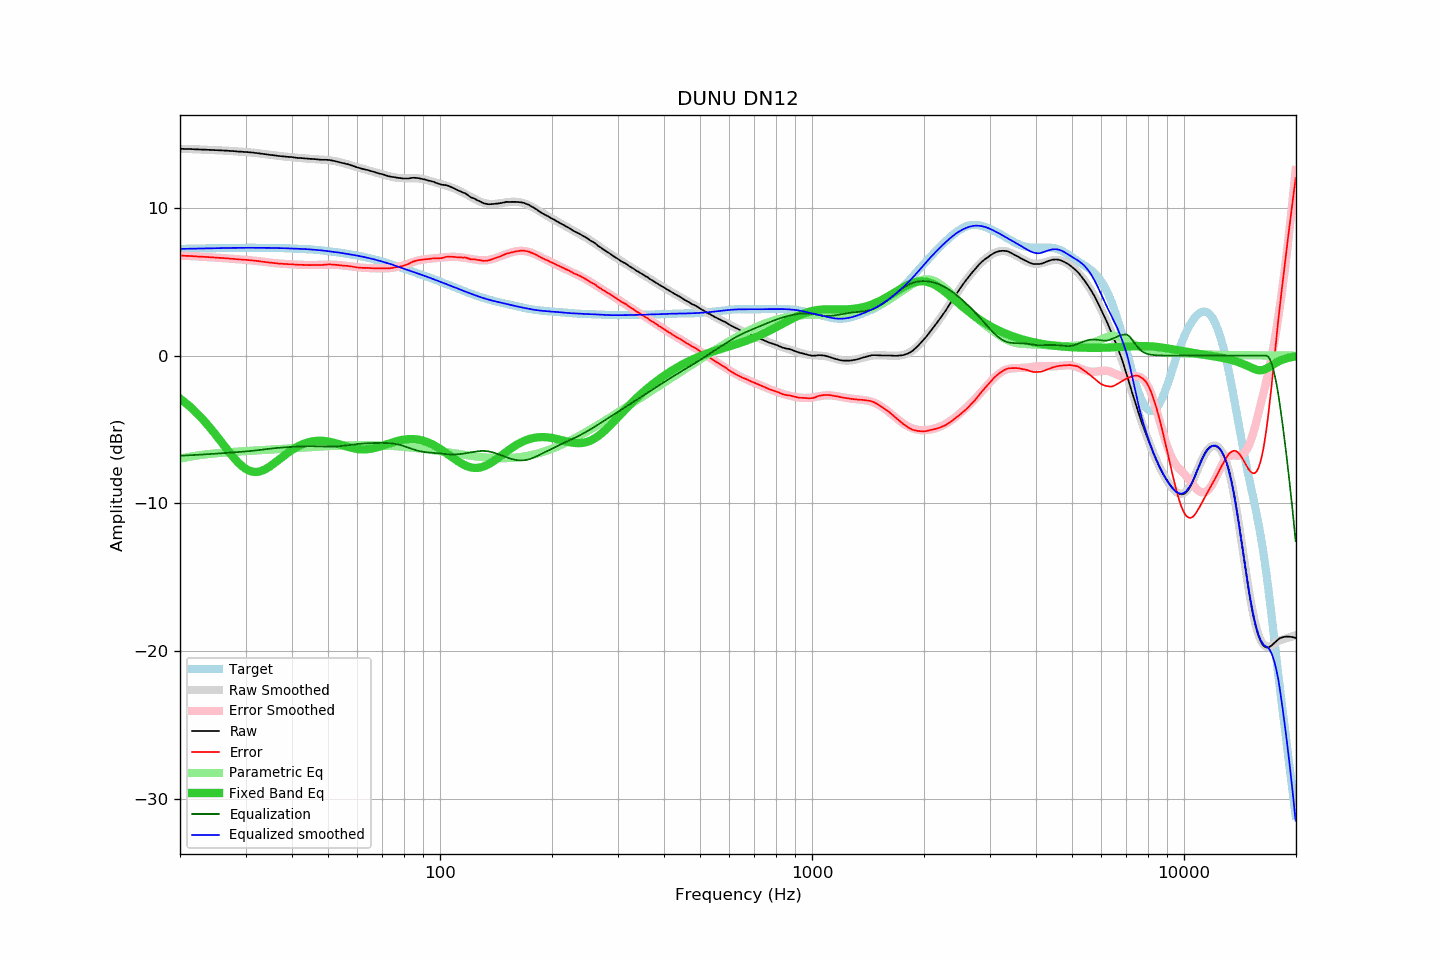 DUNU DN12
Amplitude (dBr)
10
0
−10
−20
−30
Target
Raw Smoothed
Error Smoothed
Raw
Error
Parametric Eq
Fixed Band Eq
Equalization
Equalized smoothed
100
1000
10000
Frequency (Hz)